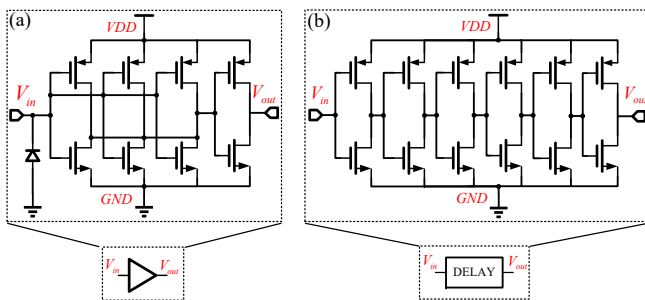 (a)
VDD
V_in
V_out
GND
V_in
V_out
(b)
VDD
V_in
V_out
GND
V_in
DELAY
V_out